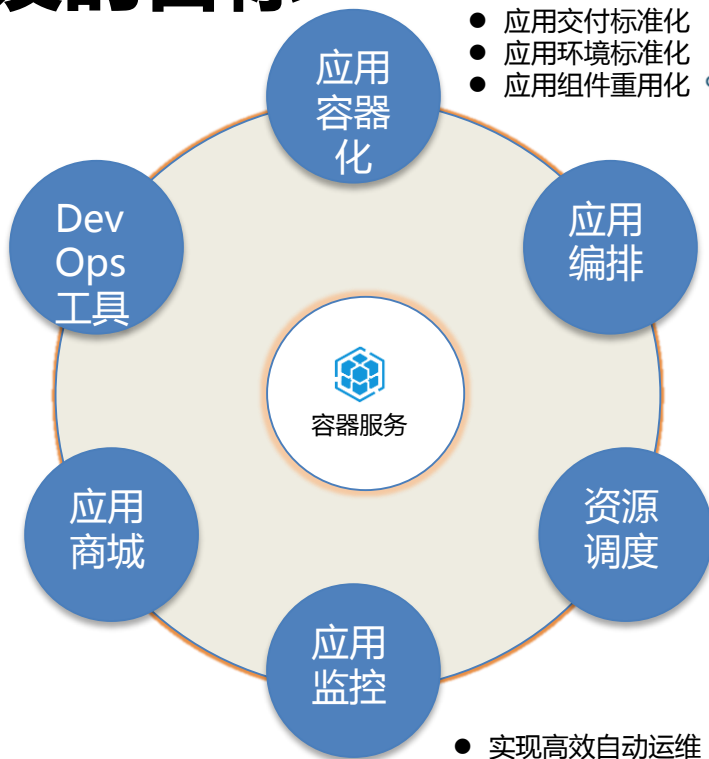 的目标
应用交付标准化
应用环境标准化
应用组件重用化
应用
容器
化
Dev
Ops
工具
应用
编排
容器服务
应用
商城
资源
调度
应用
监控
实现高效自动运维